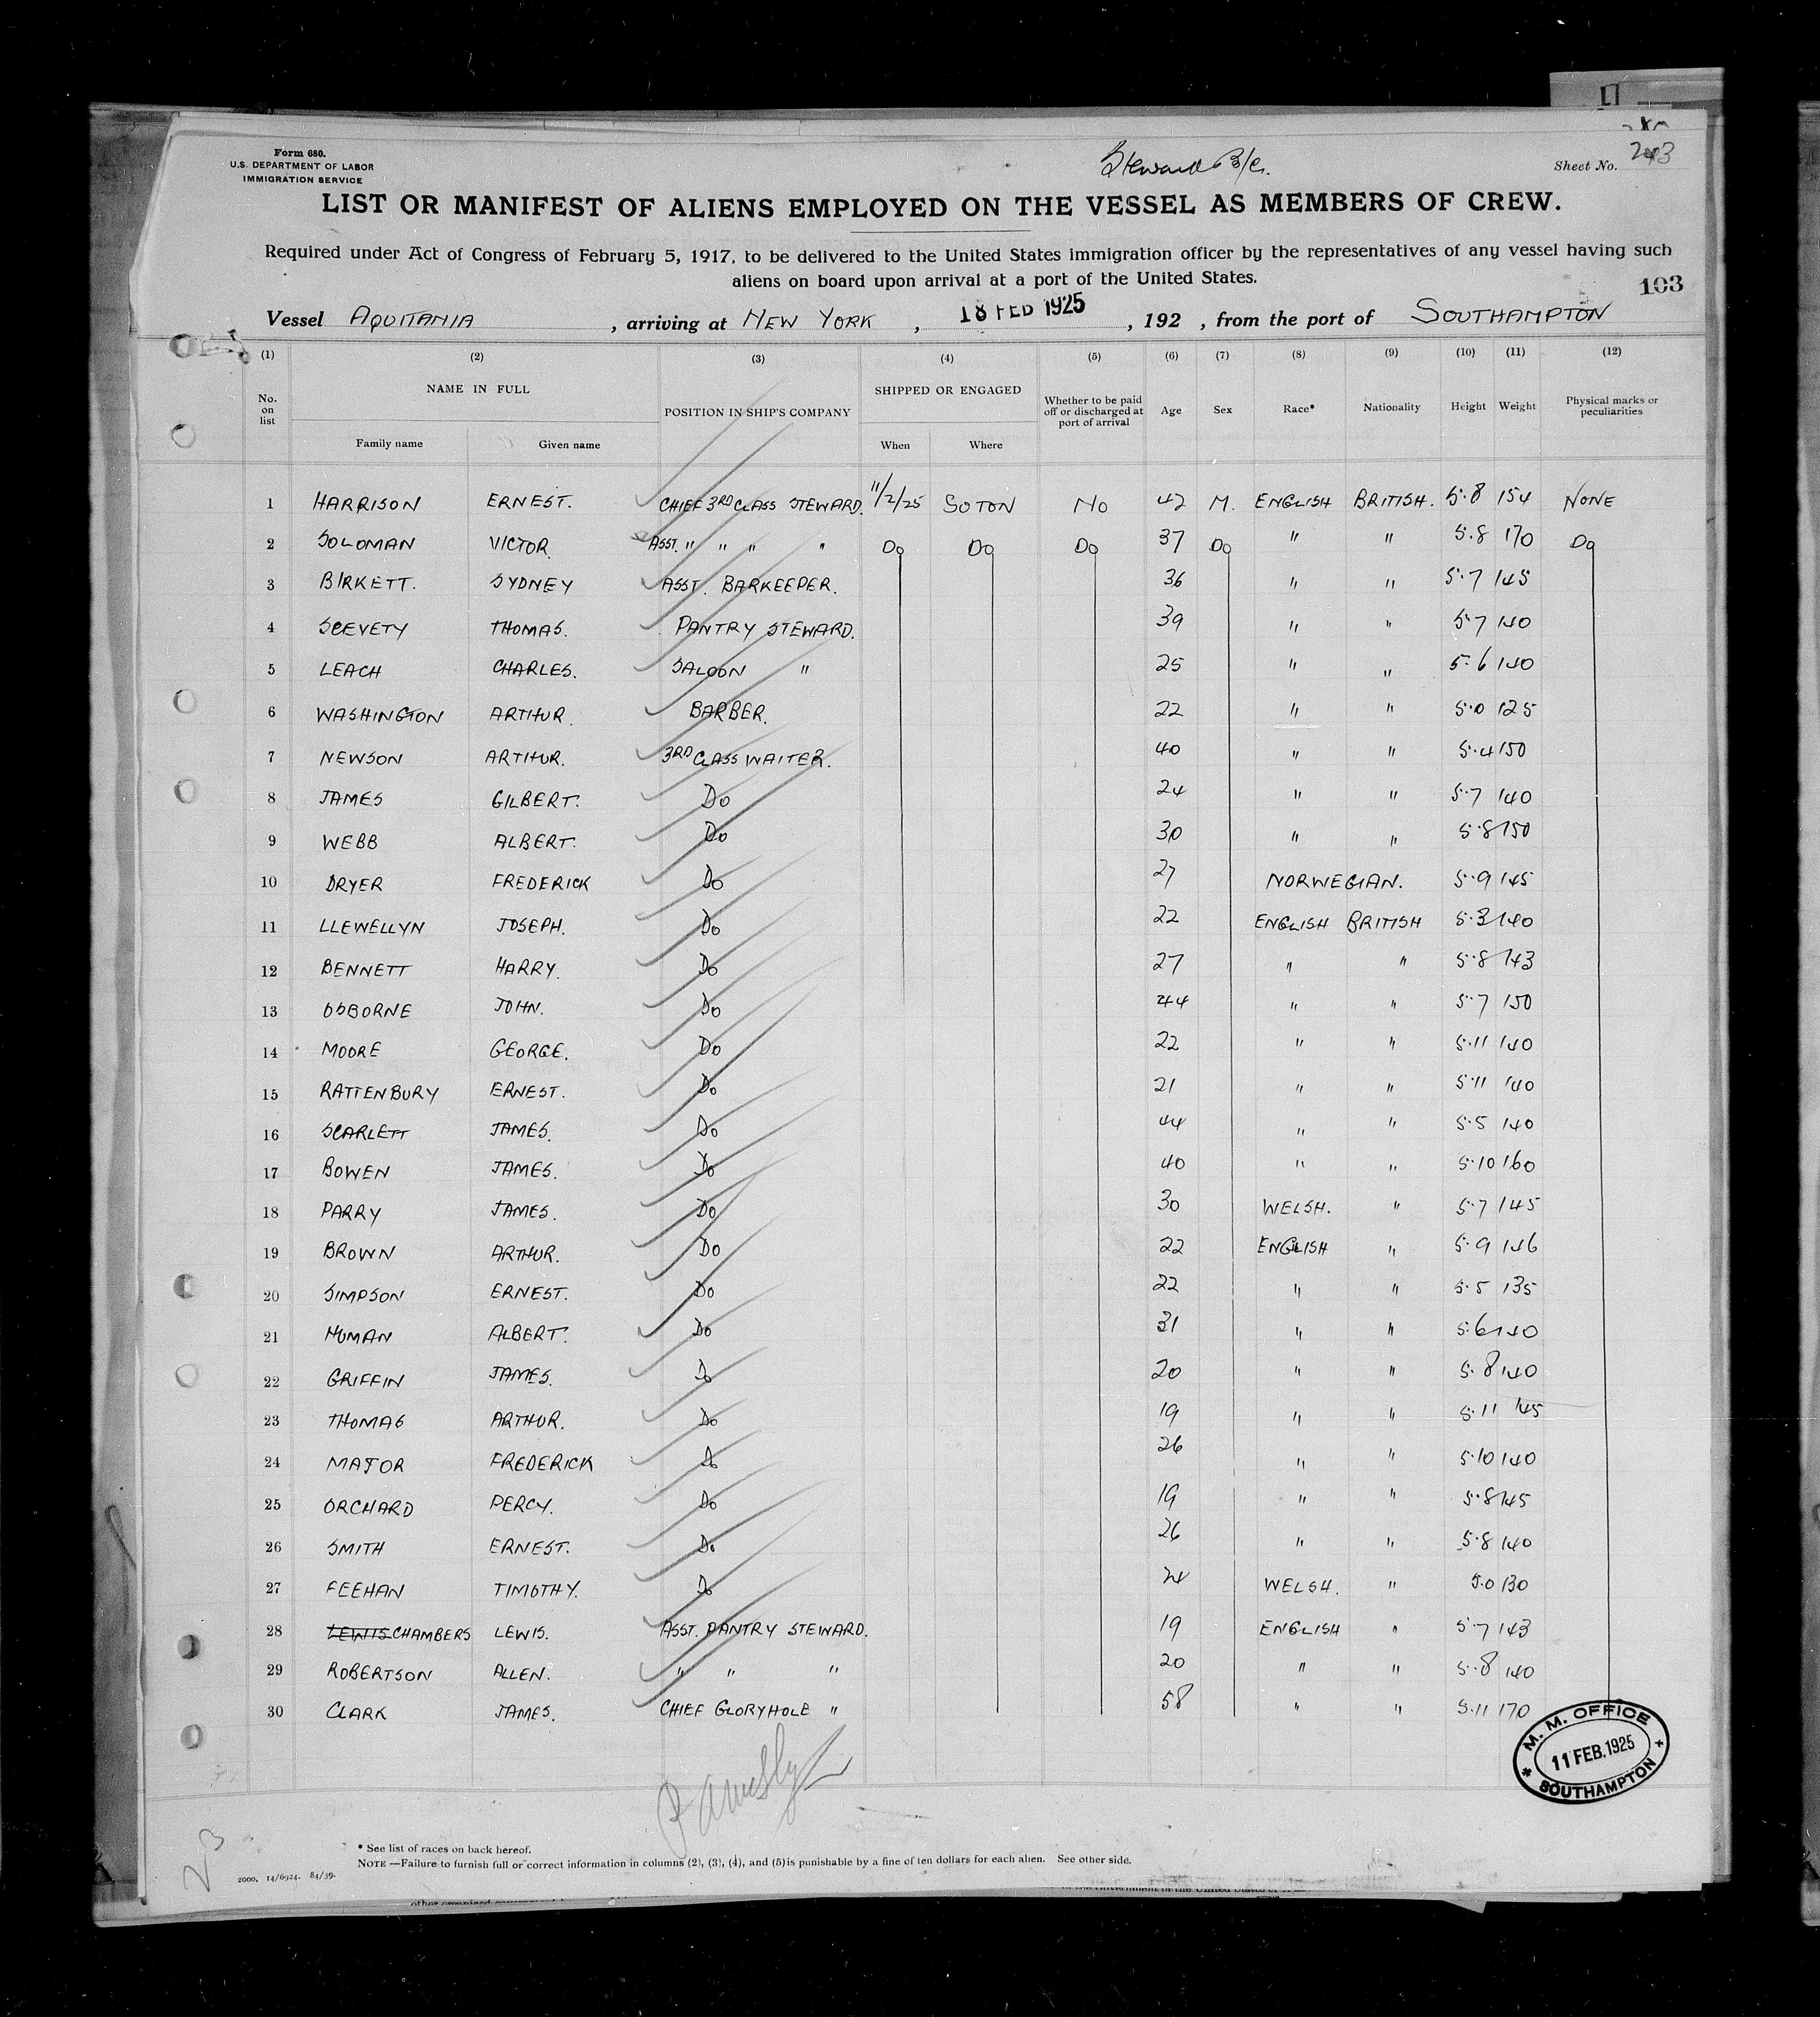 Form 680.
U.S. DEPARTMENT OF LABOR
IMMIGRATION SERVICE
Sheet No. 243
LIST OR MANIFEST OF ALIENS EMPLOYED ON THE VESSEL AS MEMBERS OF CREW.
Required under Act of Congress of February 5, 1917, to be delivered to the United States immigration officer by the representatives of any vessel having such
aliens on board upon arrival at a port of the United States.
103
Vessel AQUITANIA , arriving at NEW YORK , 18 FEB 1925 , 192 , from the port of SOUTHAMPTON
(1) (2) (3) (4) (5) (6) (7) (8) (9) (10) (11) (12)
No. on list NAME IN FULL Family name Given name POSITION IN SHIP'S COMPANY SHIPPED OR ENGAGED When Where Whether to be paid off or discharged at port of arrival Age Sex Race* Nationality Height Weight Physical marks or peculiarities
1 HARRISON ERNEST. CHIEF 3RD CLASS STEWARD. 11/2/25 SOTON NO 42 M. ENGLISH BRITISH. 5.8 154 NONE
2 SOLOMAN VICTOR. ASST. " " " " Do Do Do 37 Do " " 5.8 170 Do
3 BIRKETT. SYDNEY ASST. BARKEEPER. 36 " " 5.7 145
4 SCEVETY THOMAS. PANTRY STEWARD. 39 " " 5.7 140
5 LEACH CHARLES. SALOON " 25 " " 5.6 140
6 WASHINGTON ARTHUR. BARBER. 22 " " 5.0 125
7 NEWSON ARTHUR. 3RD CLASS WAITER. 40 " " 5.4 150
8 JAMES GILBERT. Do 24 " " 5.7 140
9 WEBB ALBERT. Do 30 " " 5.8 150
10 DRYER FREDERICK Do 27 NORWEGIAN. 5.9 145
11 LLEWELLYN JOSEPH. Do 22 ENGLISH BRITISH 5.3 140
12 BENNETT HARRY. Do 27 " " 5.8 143
13 OSBORNE JOHN. Do 44 " " 5.7 150
14 MOORE GEORGE. Do 22 " " 5.11 140
15 RATTENBURY ERNEST. Do 21 " " 5.11 140
16 SCARLETT JAMES. Do 44 " " 5.5 140
17 BOWEN JAMES. Do 40 " " 5.10 160
18 PARRY JAMES. Do 30 WELSH. " 5.7 145
19 BROWN ARTHUR. Do 22 ENGLISH " 5.9 146
20 SIMPSON ERNEST. Do 22 " " 5.5 135
21 HUMAN ALBERT. Do 31 " " 5.6 140
22 GRIFFIN JAMES. Do 20 " " 5.8 140
23 THOMAS ARTHUR. Do 19 " " 5.11 145
24 MAJOR FREDERICK Do 26 " " 5.10 140
25 ORCHARD PERCY. Do 19 " " 5.8 145
26 SMITH ERNEST. Do 26 " " 5.8 140
27 FEEHAN TIMOTHY. Do 24 WELSH. " 5.0 130
28 LEWIS CHAMBERS LEWIS. ASST. PANTRY STEWARD. 19 ENGLISH " 5.7 143
29 ROBERTSON ALLEN. " " " 20 " " 5.8 140
30 CLARK JAMES. CHIEF GLORYHOLE " 58 " " 5.11 170
M. M. OFFICE
11 FEB. 1925
SOUTHAMPTON
* See list of races on back hereof.
NOTE —Failure to furnish full or correct information in columns (2), (3), (4), and (5) is punishable by a fine of ten dollars for each alien. See other side.
2000. 14/6924. 84/39.